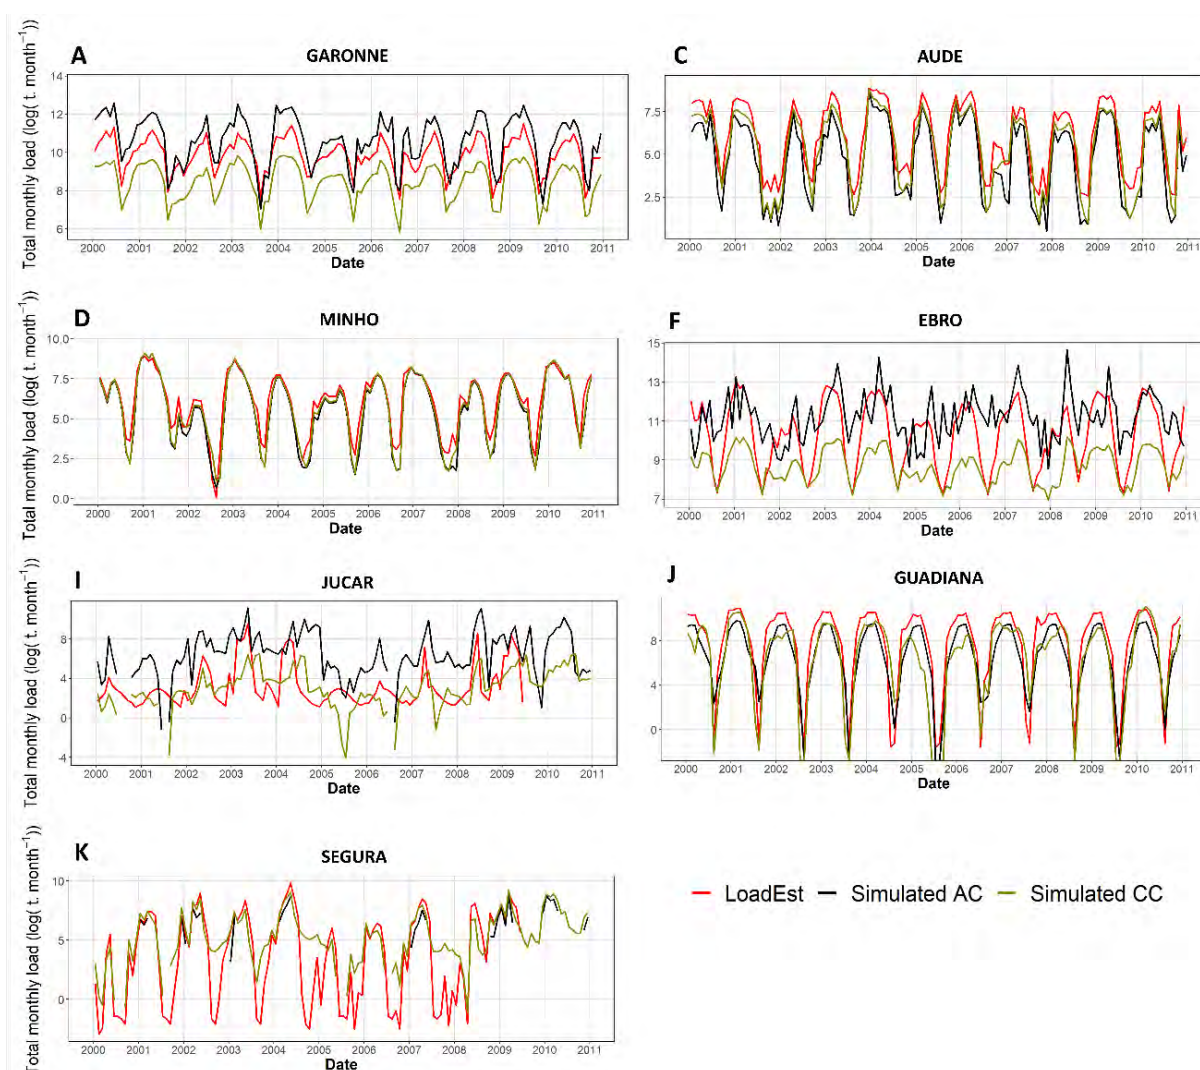 A GARONNE
Total monthly load (log( t. month⁻¹))
14
12
10
8
6
2000 2001 2002 2003 2004 2005 2006 2007 2008 2009 2010 2011
Date
C AUDE
7.5
5.0
2.5
2000 2001 2002 2003 2004 2005 2006 2007 2008 2009 2010 2011
Date
D MINHO
Total monthly load (log( t. month⁻¹))
10.0
7.5
5.0
2.5
0.0
2000 2001 2002 2003 2004 2005 2006 2007 2008 2009 2010 2011
Date
F EBRO
15
13
11
9
7
2000 2001 2002 2003 2004 2005 2006 2007 2008 2009 2010 2011
Date
I JUCAR
Total monthly load (log( t. month⁻¹))
8
4
0
4
2000 2001 2002 2003 2004 2005 2006 2007 2008 2009 2010 2011
Date
J GUADIANA
8
4
0
2000 2001 2002 2003 2004 2005 2006 2007 2008 2009 2010 2011
Date
K SEGURA
Total monthly load (log( t. month⁻¹))
10
5
0
2000 2001 2002 2003 2004 2005 2006 2007 2008 2009 2010 2011
Date
LoadEst Simulated AC Simulated CC